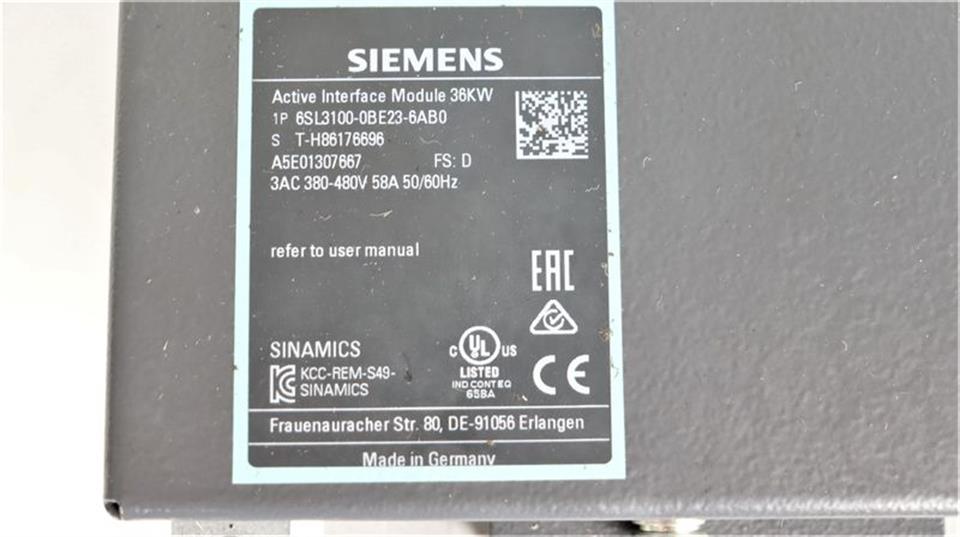 SIEMENS
Active Interface Module 36KW
1P 6SL3100-0BE23-6AB0
S T-H86176696
A5E01307667 FS: D
3AC 380-480V 58A 50/60Hz
refer to user manual
EAC
SINAMICS
KCC-REM-S49-
SINAMICS
C UL US
LISTED
IND CONT EQ
65BA
CE
Frauenauracher Str. 80, DE-91056 Erlangen
Made in Germany